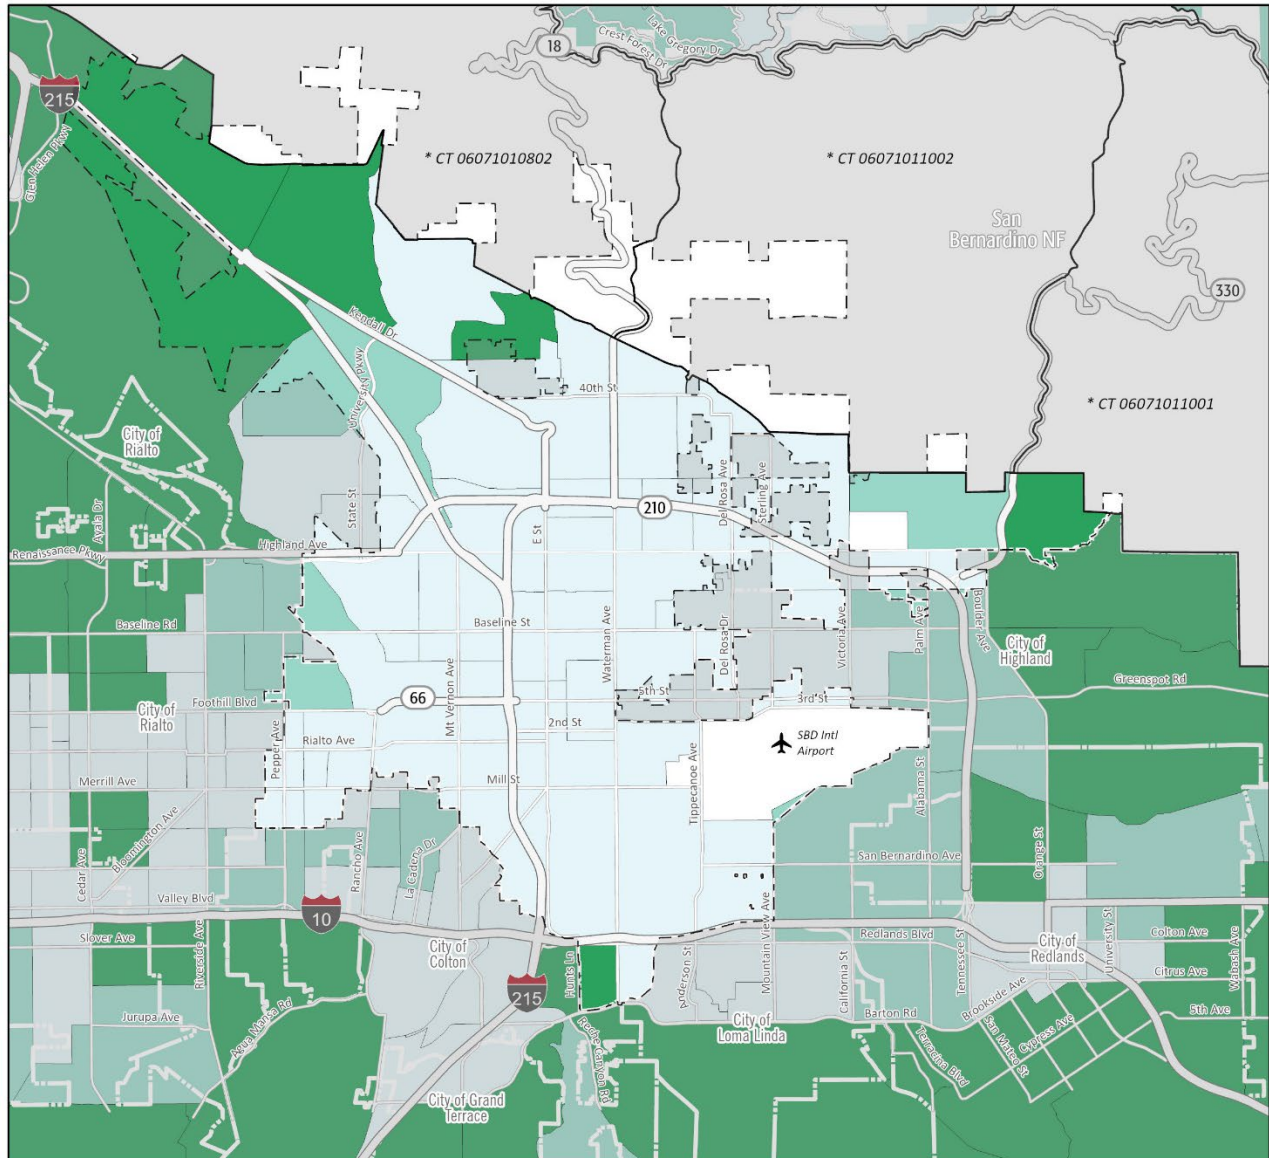 18
Crest Forest Dr
Lake Gregory Dr
215
Glen Helen Pkwy
* CT 06071010802
* CT 06071011002
San
Bernardino NF
330
* CT 06071011001
Kendall Dr
University Pkwy
40th St
City of
Rialto
Ayala Dr
State St
Del Rosa Ave
Sterling Ave
210
E St
Renaissance Pkwy
Highland Ave
Baseline Rd
Baseline St
Waterman Ave
Del Rosa Dr
Victoria Ave
Palm Ave
Boulder Ave
City of
Highland
Greenspot Rd
Mt Vernon Ave
66
5th St
3rd St
Foothill Blvd
City of
Rialto
Pepper Ave
Rialto Ave
2nd St
SBD Intl
Airport
Merrill Ave
Mill St
Tippecanoe Ave
Alabama St
Bloomington Ave
Cedar Ave
Rancho Ave
La Cadena Dr
San Bernardino Ave
Orange St
Valley Blvd
10
Mountain View Ave
Slover Ave
Riverside Ave
City of
Colton
Redlands Blvd
Tennessee St
City of
Redlands
University St
Colton Ave
Wabash Ave
Hunts Ln
215
Anderson St
California St
Citrus Ave
Brookside Ave
5th Ave
Jurupa Ave
Agua Mansa Rd
Reche Canyon Rd
City of
Loma Linda
Barton Rd
Terracina Blvd
San Mateo St
Cypress Ave
City of Grand
Terrace